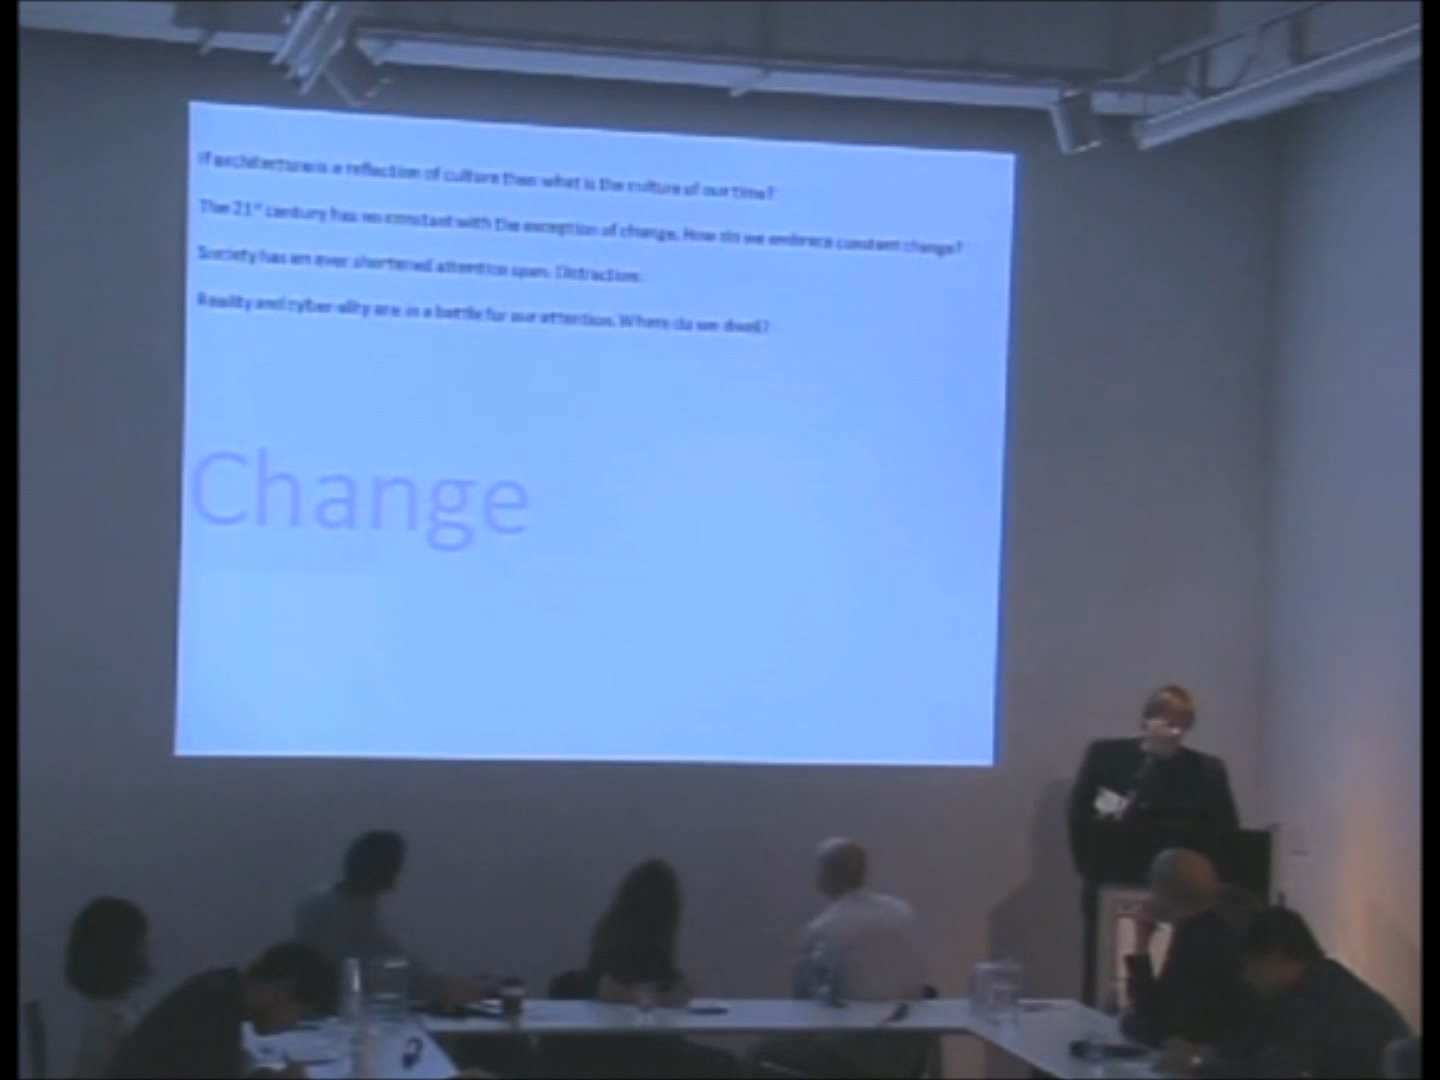 If architecture is a reflection of culture then what is the culture of our time?
The 21st century has no constant with the exception of change. How do we embrace constant change?
Society has an ever shortened attention span. Distraction.
Reality and cyber-ality are in a battle for our attention. Where do we dwell?
Change